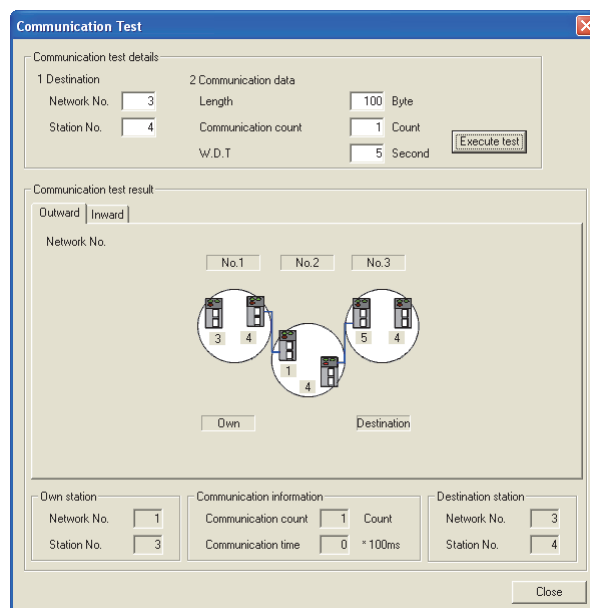 Communication Test
Communication test details
1 Destination
2 Communication data
Network No. 3
Length 100 Byte
Station No. 4
Communication count 1 Count
W.D.T 5 Second
Execute test
Communication test result
Outward Inward
Network No.
No.1 No.2 No.3
3 4 5 4
1
4
Own Destination
Own station
Network No. 1
Station No. 3
Communication information
Communication count 1 Count
Communication time 0 * 100ms
Destination station
Network No. 3
Station No. 4
Close